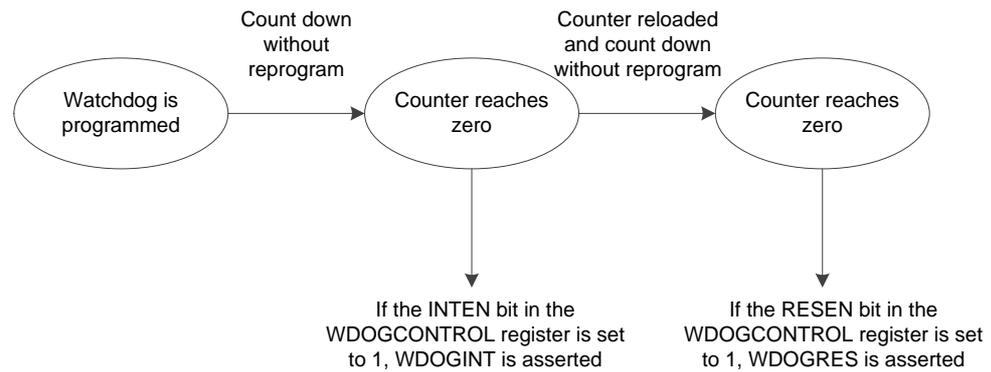 Count down
without
reprogram
Counter reloaded
and count down
without reprogram
Watchdog is
programmed
Counter reaches
zero
Counter reaches
zero
If the INTEN bit in the
WDOGCONTROL register is set
to 1, WDOGINT is asserted
If the RESEN bit in the
WDOGCONTROL register is set
to 1, WDOGRES is asserted